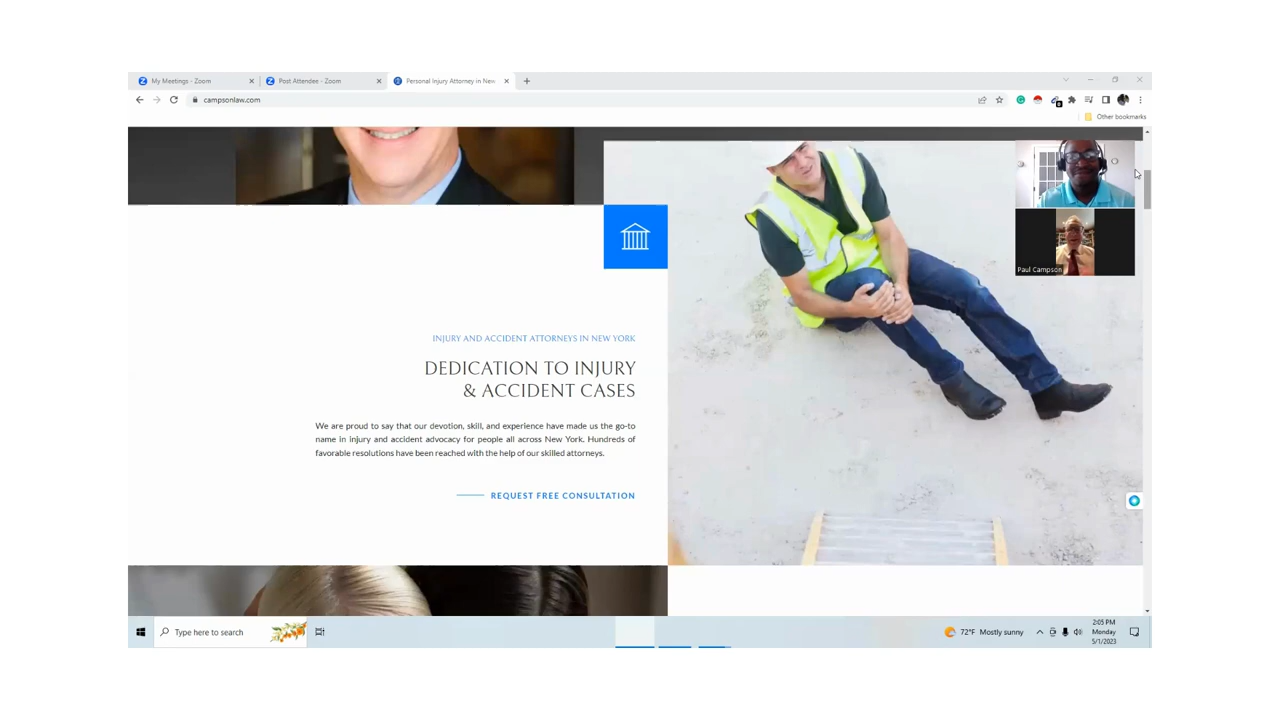 My Meetings - Zoom
Post Attendee - Zoom
Personal Injury Attorney in New
campsonlaw.com
Other bookmarks
Paul Campson
INJURY AND ACCIDENT ATTORNEYS IN NEW YORK
DEDICATION TO INJURY
& ACCIDENT CASES
We are proud to say that our devotion, skill, and experience have made us the go-to
name in injury and accident advocacy for people all across New York. Hundreds of
favorable resolutions have been reached with the help of our skilled attorneys.
REQUEST FREE CONSULTATION
Type here to search
72°F Mostly sunny
2:05 PM
Monday
5/1/2023